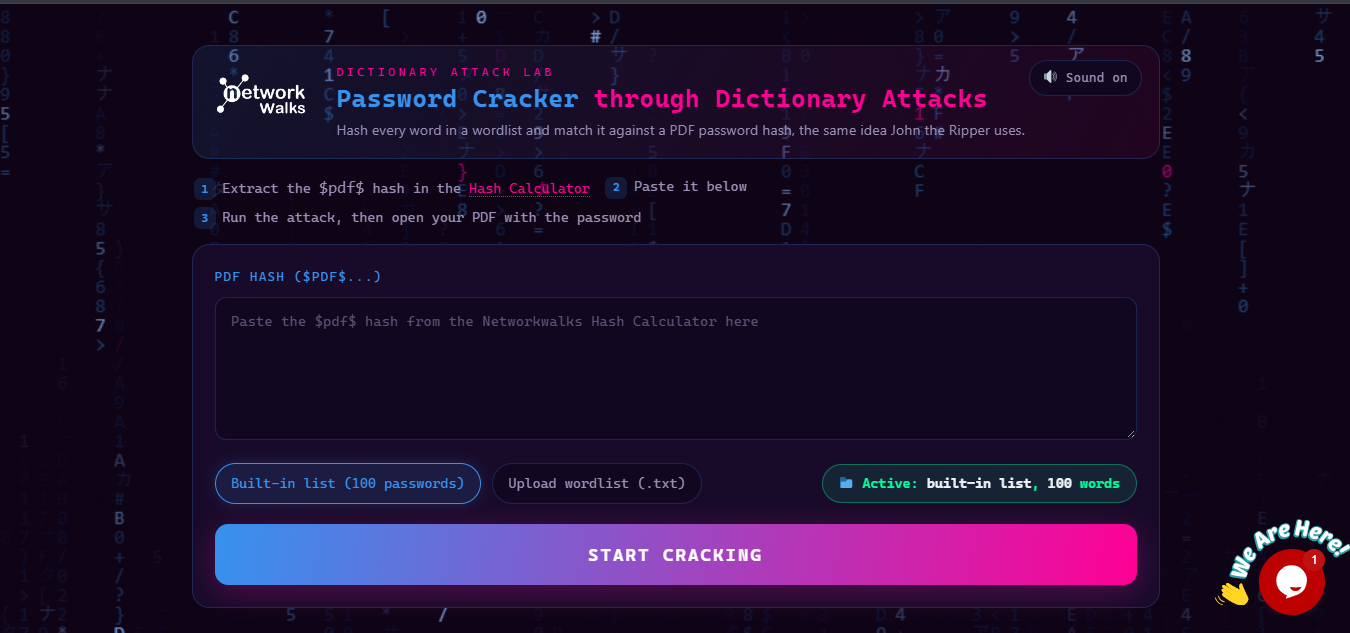 DICTIONARY ATTACK LAB
Password Cracker through Dictionary Attacks
Hash every word in a wordlist and match it against a PDF password hash, the same idea John the Ripper uses.
network
Walks
Sound on
1 Extract the $pdf$ hash in the Hash Calculator 2 Paste it below
3 Run the attack, then open your PDF with the password
PDF HASH ($PDF$...)
Paste the $pdf$ hash from the Networkwalks Hash Calculator here
Built-in list (100 passwords)
Upload wordlist (.txt)
Active: built-in list, 100 words
START CRACKING
We Are Here!
1